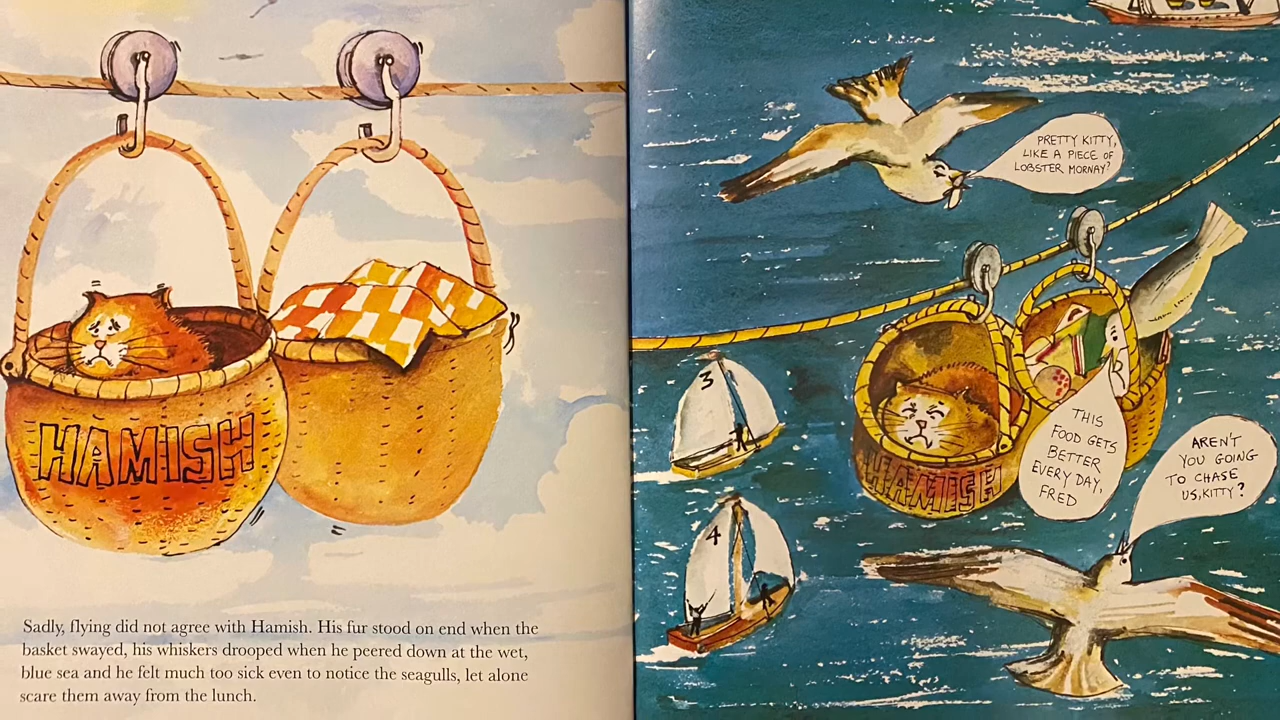 HAMISH
Sadly, flying did not agree with Hamish. His fur stood on end when the
basket swayed, his whiskers drooped when he peered down at the wet,
blue sea and he felt much too sick even to notice the seagulls, let alone
scare them away from the lunch.
PRETTY KITTY,
LIKE A PIECE OF
LOBSTER MORNAY?
3
HAMISH
THIS
FOOD GETS
BETTER
EVERY DAY,
FRED
AREN'T
YOU GOING
TO CHASE
US, KITTY?
4